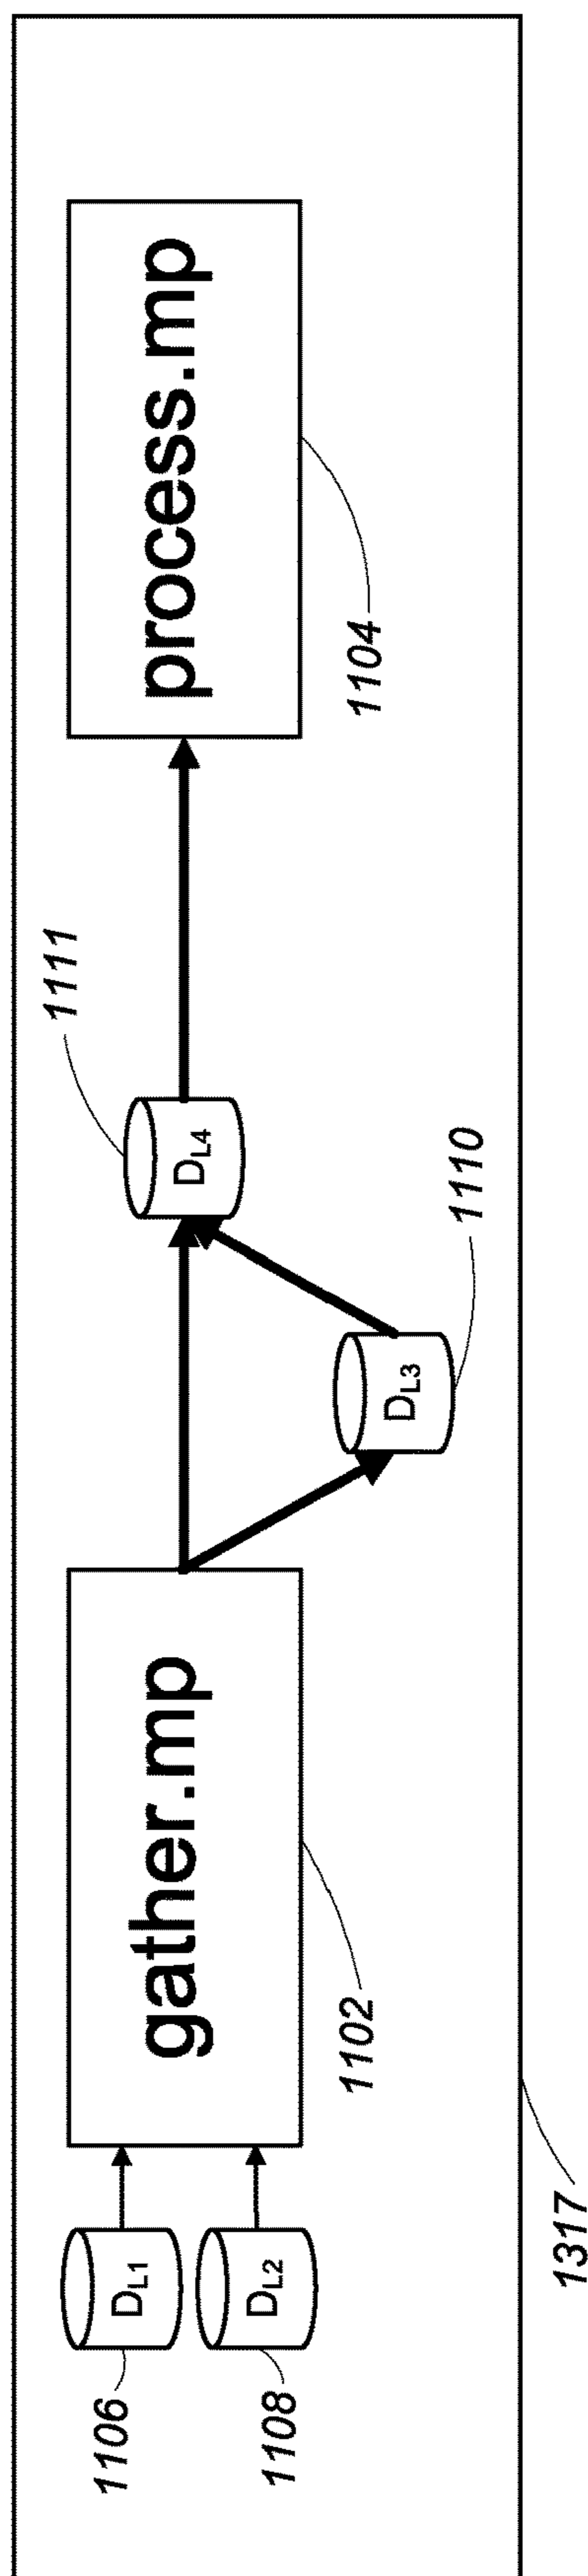 1106
D_L1
1108
D_L2
gather.mp
1102
D_L3
1110
D_L4
1111
process.mp
1104
1317